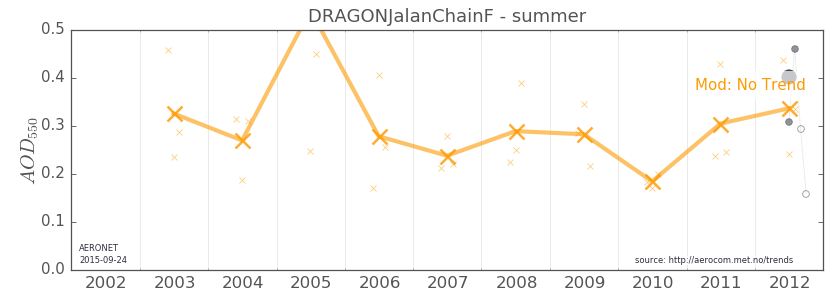 DRAGONJalanChainF - summer
0.5
0.4
0.3
0.2
0.1
0.0
AOD550
Mod: No Trend
AERONET
2015-09-24
source: http://aerocom.met.no/trends
2002 2003 2004 2005 2006 2007 2008 2009 2010 2011 2012